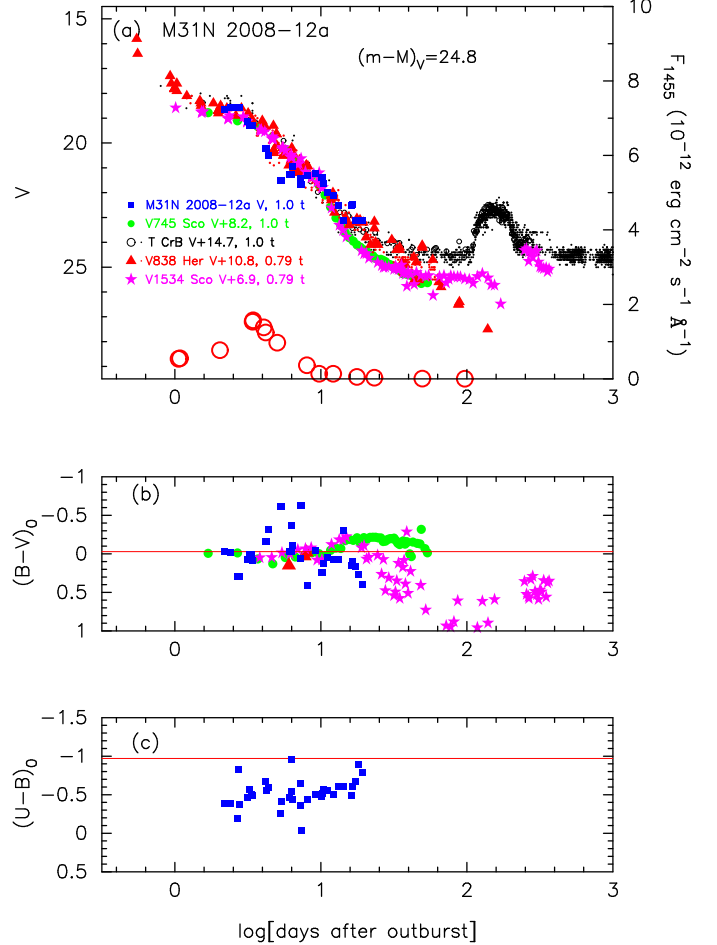 (a) M31N 2008−12a
(m−M)V=24.8
M31N 2008−12a V, 1.0 t
V745 Sco V+8.2, 1.0 t
T CrB V+14.7, 1.0 t
V838 Her V+10.8, 0.79 t
V1534 Sco V+6.9, 0.79 t
15
20
25
V
10
8
6
4
2
0
F1455 (10−12 erg cm−2 s−1 Å−1)
0
1
2
3
(b)
−1
−0.5
0
0.5
1
(B−V)0
0
1
2
3
(c)
−1.5
−1
−0.5
0
0.5
(U−B)0
0
1
2
3
log[days after outburst]